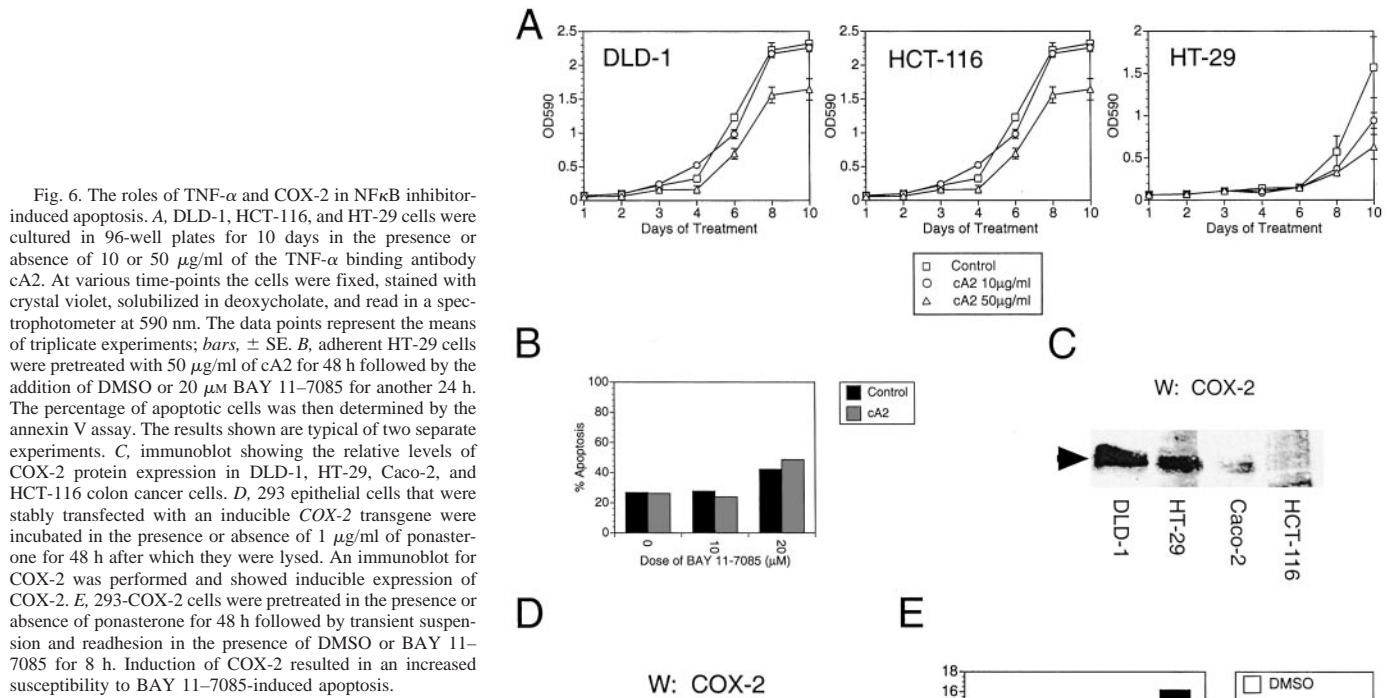 Fig. 6. The roles of TNF-α and COX-2 in NFκB inhibitor-
induced apoptosis. A, DLD-1, HCT-116, and HT-29 cells were
cultured in 96-well plates for 10 days in the presence or
absence of 10 or 50 μg/ml of the TNF-α binding antibody
cA2. At various time-points the cells were fixed, stained with
crystal violet, solubilized in deoxycholate, and read in a spec-
trophotometer at 590 nm. The data points represent the means
of triplicate experiments; bars, ± SE. B, adherent HT-29 cells
were pretreated with 50 μg/ml of cA2 for 48 h followed by the
addition of DMSO or 20 μM BAY 11–7085 for another 24 h.
The percentage of apoptotic cells was then determined by the
annexin V assay. The results shown are typical of two separate
experiments. C, immunoblot showing the relative levels of
COX-2 protein expression in DLD-1, HT-29, Caco-2, and
HCT-116 colon cancer cells. D, 293 epithelial cells that were
stably transfected with an inducible COX-2 transgene were
incubated in the presence or absence of 1 μg/ml of ponaster-
one for 48 h after which they were lysed. An immunoblot for
COX-2 was performed and showed inducible expression of
COX-2. E, 293-COX-2 cells were pretreated in the presence or
absence of ponasterone for 48 h followed by transient suspen-
sion and readhesion in the presence of DMSO or BAY 11–
7085 for 8 h. Induction of COX-2 resulted in an increased
susceptibility to BAY 11–7085-induced apoptosis.
A
DLD-1
OD590
2.5
2
1.5
1
0.5
0
1 2 3 4 6 8 10
Days of Treatment
HCT-116
OD590
2.5
2
1.5
1
0.5
0
1 2 3 4 6 8 10
Days of Treatment
HT-29
OD590
2
1.5
1
0.5
0
1 2 3 4 6 8 10
Days of Treatment
Control
cA2 10μg/ml
cA2 50μg/ml
B
% Apoptosis
100
80
60
40
20
0
0 10 20
Dose of BAY 11-7085 (μM)
Control
cA2
C
W: COX-2
DLD-1
HT-29
Caco-2
HCT-116
D
W: COX-2
E
18
16
DMSO